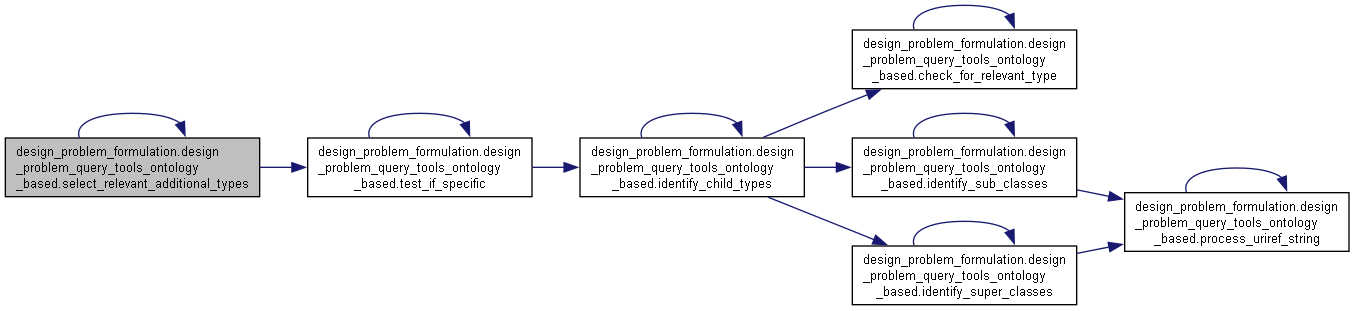 design_problem_formulation.design
_problem_query_tools_ontology
_based.select_relevant_additional_types
design_problem_formulation.design
_problem_query_tools_ontology
_based.test_if_specific
design_problem_formulation.design
_problem_query_tools_ontology
_based.identify_child_types
design_problem_formulation.design
_problem_query_tools_ontology
_based.check_for_relevant_type
design_problem_formulation.design
_problem_query_tools_ontology
_based.identify_sub_classes
design_problem_formulation.design
_problem_query_tools_ontology
_based.identify_super_classes
design_problem_formulation.design
_problem_query_tools_ontology
_based.process_uriref_string